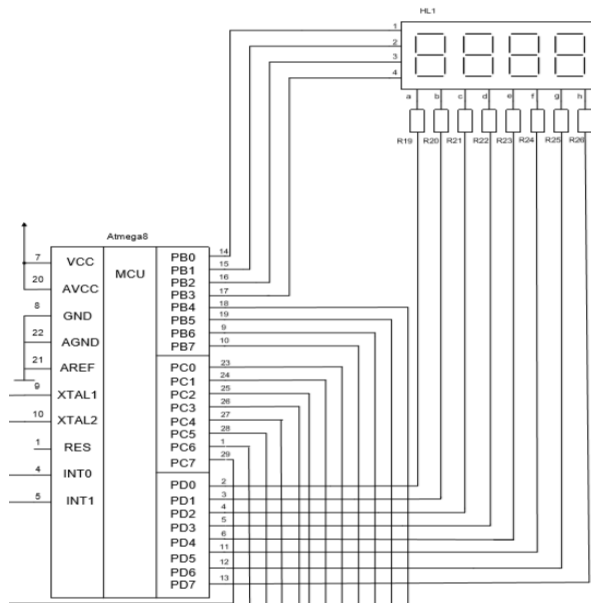 HL1
1
2
3
4
a b c d e f g h
R19 R20 R21 R22 R23 R24 R25 R26
Atmega8
MCU
7 VCC
20 AVCC
8 GND
22 AGND
21 AREF
9 XTAL1
10 XTAL2
1 RES
4 INT0
5 INT1
PB0 14
PB1 15
PB2 16
PB3 17
PB4 18
PB5 19
PB6 9
PB7 10
PC0 23
PC1 24
PC2 25
PC3 26
PC4 27
PC5 28
PC6 1
PC7 29
PD0 2
PD1 3
PD2 4
PD3 5
PD4 6
PD5 11
PD6 12
PD7 13